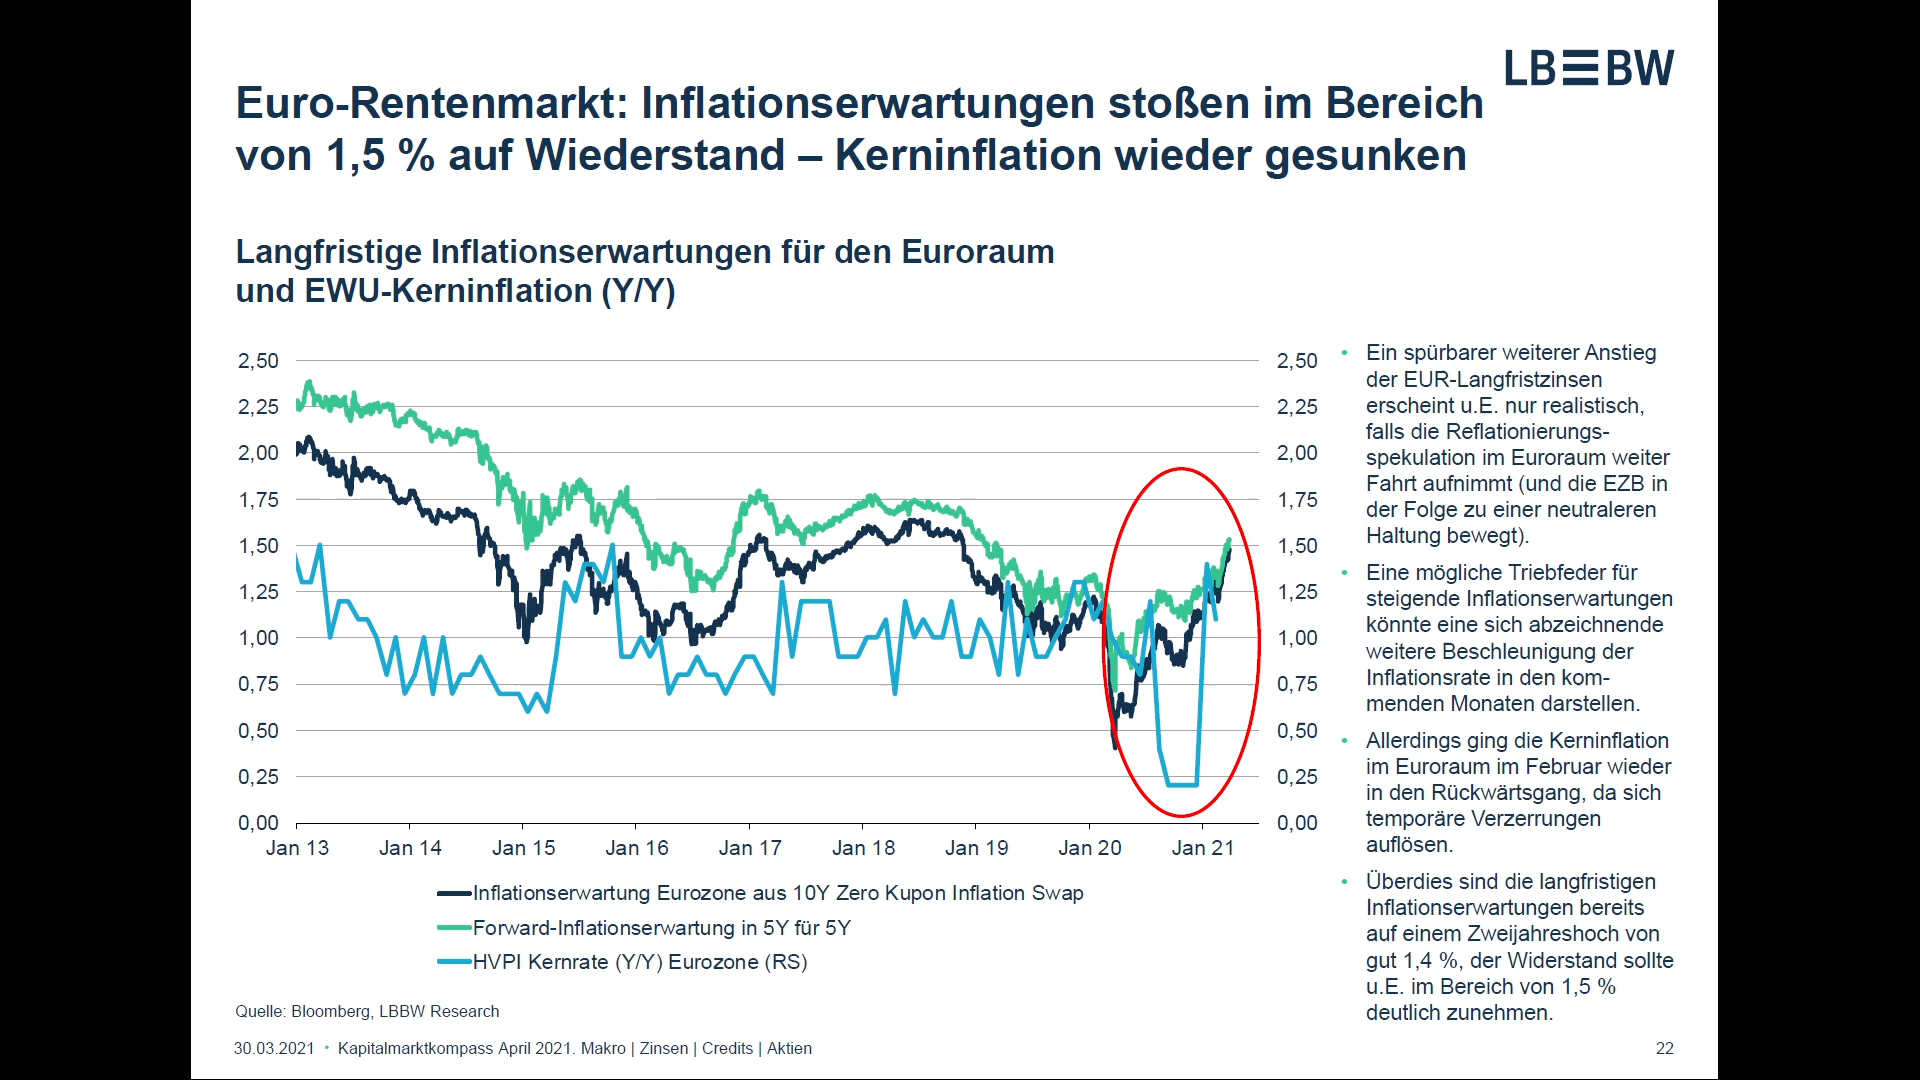 LBBW
Euro-Rentenmarkt: Inflationserwartungen stoßen im Bereich
von 1,5 % auf Wiederstand – Kerninflation wieder gesunken
Langfristige Inflationserwartungen für den Euroraum
und EWU-Kerninflation (Y/Y)
2,50 2,50
2,25 2,25
2,00 2,00
1,75 1,75
1,50 1,50
1,25 1,25
1,00 1,00
0,75 0,75
0,50 0,50
0,25 0,25
0,00 0,00
Jan 13 Jan 14 Jan 15 Jan 16 Jan 17 Jan 18 Jan 19 Jan 20 Jan 21
Inflationserwartung Eurozone aus 10Y Zero Kupon Inflation Swap
Forward-Inflationserwartung in 5Y für 5Y
HVPI Kernrate (Y/Y) Eurozone (RS)
• Ein spürbarer weiterer Anstieg
der EUR-Langfristzinsen
erscheint u.E. nur realistisch,
falls die Reflationierungs-
spekulation im Euroraum weiter
Fahrt aufnimmt (und die EZB in
der Folge zu einer neutraleren
Haltung bewegt).
• Eine mögliche Triebfeder für
steigende Inflationserwartungen
könnte eine sich abzeichnende
weitere Beschleunigung der
Inflationsrate in den kom-
menden Monaten darstellen.
• Allerdings ging die Kerninflation
im Euroraum im Februar wieder
in den Rückwärtsgang, da sich
temporäre Verzerrungen
auflösen.
• Überdies sind die langfristigen
Inflationserwartungen bereits
auf einem Zweijahreshoch von
gut 1,4 %, der Widerstand sollte
u.E. im Bereich von 1,5 %
deutlich zunehmen.
Quelle: Bloomberg, LBBW Research
30.03.2021 • Kapitalmarktkompass April 2021. Makro | Zinsen | Credits | Aktien 22